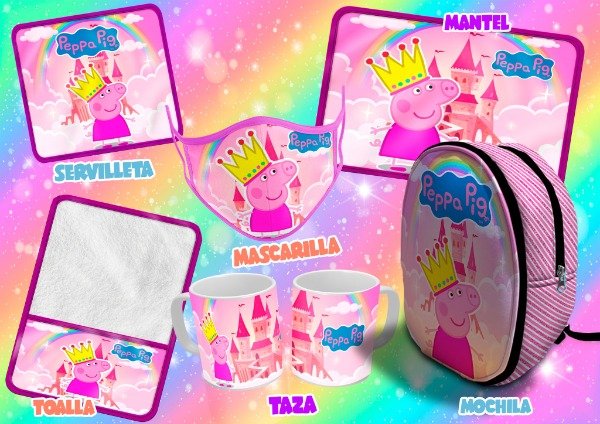 Peppa Pig
SERVILLETA
MANTEL
Peppa Pig
Peppa Pig
MASCARILLA
Peppa Pig
TOALLA
Peppa Pig
TAZA
Peppa Pig
MOCHILA